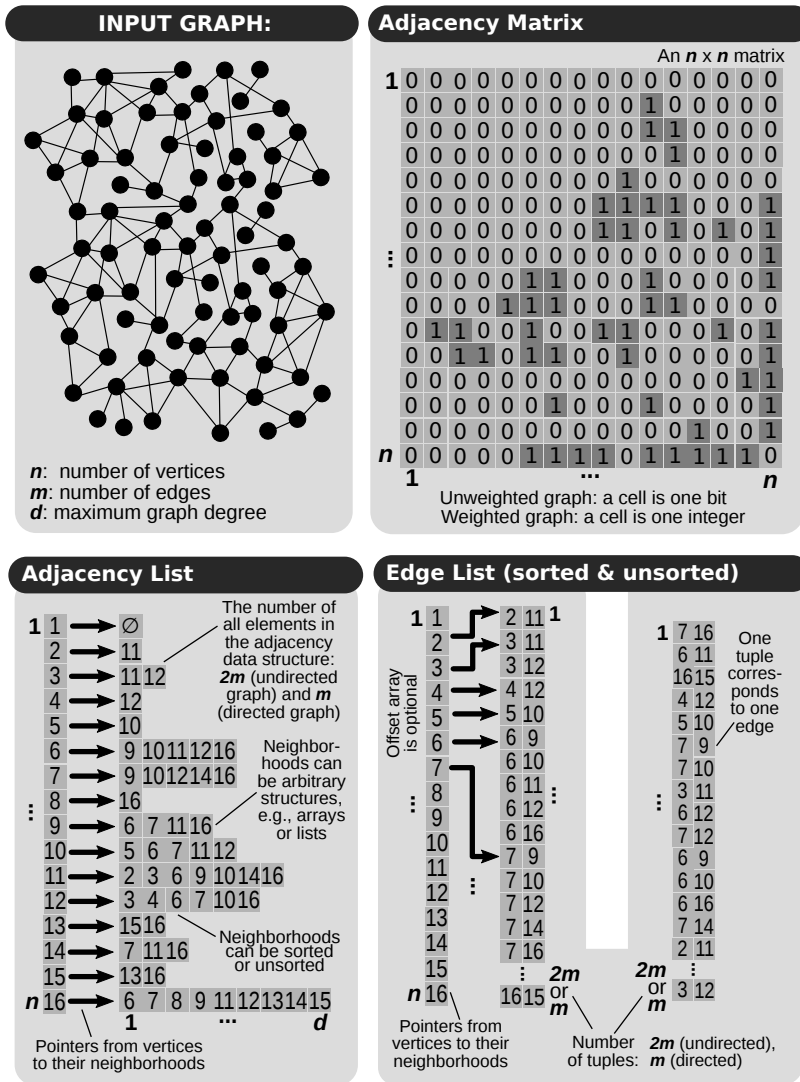 INPUT GRAPH:
n: number of vertices
m: number of edges
d: maximum graph degree
Adjacency Matrix
An n x n matrix
1 0 0 0 0 0 0 0 0 0 0 0 0 0 0 0 0
0 0 0 0 0 0 0 0 0 0 1 0 0 0 0 0
0 0 0 0 0 0 0 0 0 0 1 1 0 0 0 0
0 0 0 0 0 0 0 0 0 0 0 1 0 0 0 0
0 0 0 0 0 0 0 0 0 1 0 0 0 0 0 0
0 0 0 0 0 0 0 0 1 1 1 1 0 0 0 1
0 0 0 0 0 0 0 0 1 1 0 1 0 1 0 1
... 0 0 0 0 0 0 0 0 0 0 0 0 0 0 0 1
0 0 0 0 0 1 1 0 0 0 1 0 0 0 0 1
0 0 0 0 1 1 1 0 0 0 1 1 0 0 0 0
0 1 1 0 0 1 0 0 1 1 0 0 0 1 0 1
0 0 1 1 0 1 1 0 0 1 0 0 0 0 0 1
0 0 0 0 0 0 0 0 0 0 0 0 0 0 1 1
0 0 0 0 0 0 1 0 0 0 1 0 0 0 0 1
0 0 0 0 0 0 0 0 0 0 0 0 1 0 0 1
n 0 0 0 0 0 1 1 1 1 0 1 1 1 1 1 0
1 ... n
Unweighted graph: a cell is one bit
Weighted graph: a cell is one integer
Adjacency List
1 1 ∅
2 11
3 11 12
4 12
5 10
6 9 10 11 12 16
7 9 10 12 14 16
... 8 16
9 6 7 11 16
10 5 6 7 11 12
11 2 3 6 9 10 14 16
12 3 4 6 7 10 16
13 15 16
14 7 11 16
15 13 16
n 16 6 7 8 9 11 12 13 14 15
1 ... d
The number of
all elements in
the adjacency
data structure:
2m (undirected
graph) and m
(directed graph)
Neighbor-
hoods can
be arbitrary
structures,
e.g., arrays
or lists
Neighborhoods
can be sorted
or unsorted
Pointers from vertices
to their neighborhoods
Edge List (sorted & unsorted)
Offset array
is optional
1 1
2
3
4
5
6
7
... 8
9
10
11
12
13
14
15
n 16
2 11 1
3 11
3 12
4 12
5 10
6 9
6 10
6 11 ...
6 12
6 16
7 9
7 10
... 7 12
7 14
7 16
...
16 15
2m
or
m
1 7 16
6 11
16 15
4 12
5 10
7 9
7 10
3 11
... 6 12
7 12
6 9
6 10
6 16
7 14
2 11
...
3 12
2m
or
m
One
tuple
corres-
ponds
to one
edge
Pointers from
vertices to their
neighborhoods
Number
of tuples:
2m (undirected),
m (directed)